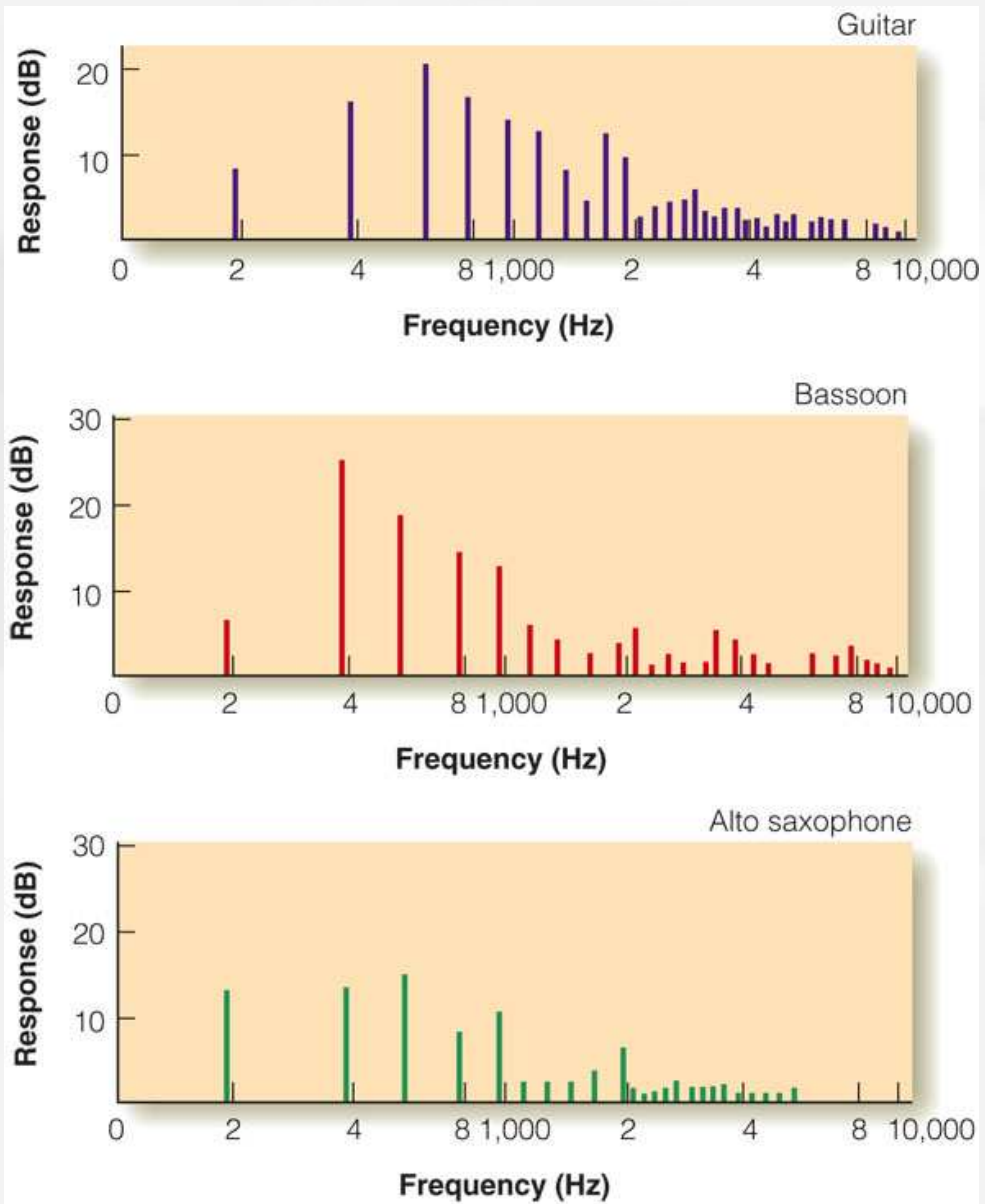 Guitar
Response (dB)
20
10
0 2 4 8 1,000 2 4 8 10,000
Frequency (Hz)
Bassoon
Response (dB)
30
20
10
0 2 4 8 1,000 2 4 8 10,000
Frequency (Hz)
Alto saxophone
Response (dB)
30
20
10
0 2 4 8 1,000 2 4 8 10,000
Frequency (Hz)